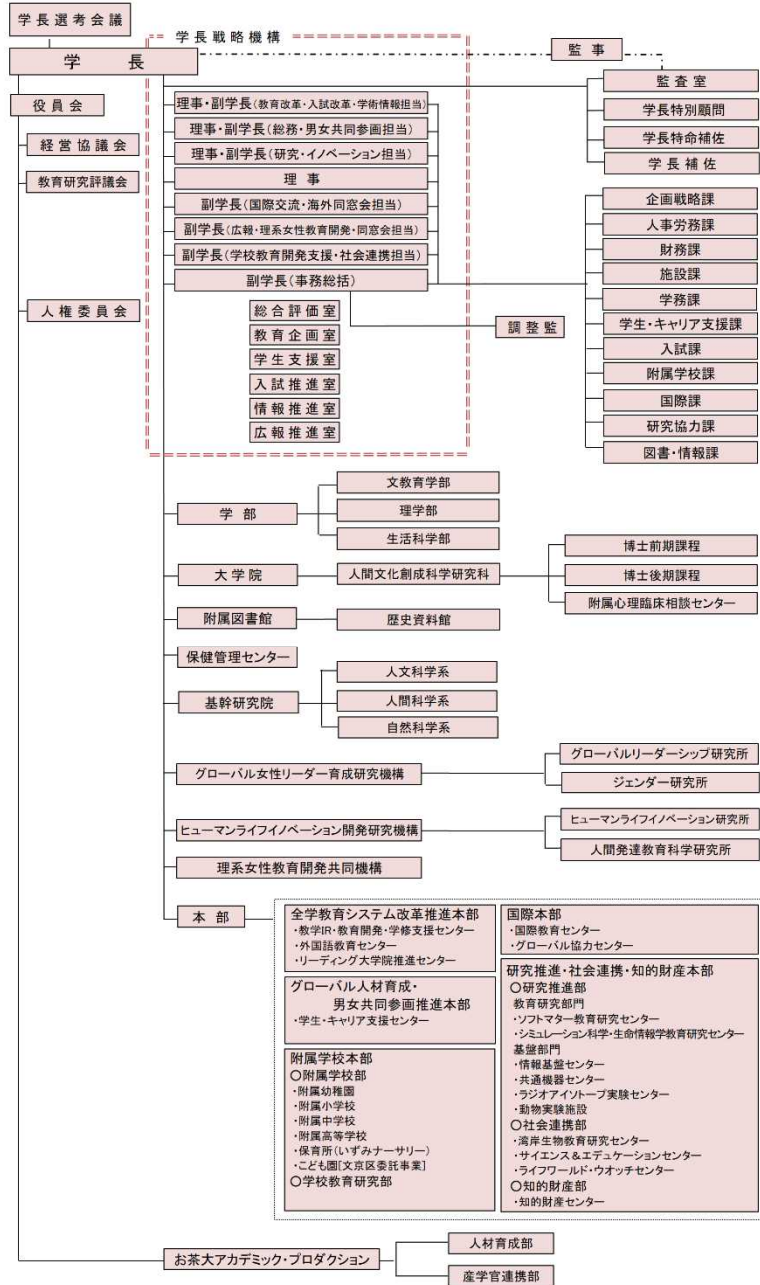 学長選考会議
学長戦略機構
監事
学長
監査室
役員会
学長特別顧問
学長特命補佐
学長補佐
経営協議会
教育研究評議会
人権委員会
理事・副学長(教育改革・入試改革・学術情報担当)
理事・副学長(総務・男女共同参画担当)
理事・副学長(研究・イノベーション担当)
理事
副学長(国際交流・海外同窓会担当)
副学長(広報・理系女性教育開発・同窓会担当)
副学長(学校教育開発支援・社会連携担当)
副学長(事務総括)
総合評価室
教育企画室
学生支援室
入試推進室
情報推進室
広報推進室
調整監
企画戦略課
人事労務課
財務課
施設課
学務課
学生・キャリア支援課
入試課
附属学校課
国際課
研究協力課
図書・情報課
学部
文教育学部
理学部
生活科学部
大学院
人間文化創成科学研究科
博士前期課程
博士後期課程
附属心理臨床相談センター
附属図書館
歴史資料館
保健管理センター
基幹研究院
人文科学系
人間科学系
自然科学系
グローバル女性リーダー育成研究機構
グローバルリーダーシップ研究所
ジェンダー研究所
ヒューマンライフイノベーション開発研究機構
ヒューマンライフイノベーション研究所
人間発達教育科学研究所
理系女性教育開発共同機構
本部
全学教育システム改革推進本部
・教学IR・教育開発・学修支援センター
・外国語教育センター
・リーディング大学院推進センター
グローバル人材育成・
男女共同参画推進本部
・学生・キャリア支援センター
附属学校本部
○附属学校部
・附属幼稚園
・附属小学校
・附属中学校
・附属高等学校
・保育所(いずみナーサリー)
・こども園[文京区委託事業]
○学校教育研究部
国際本部
・国際教育センター
・グローバル協力センター
研究推進・社会連携・知的財産本部
○研究推進部
教育研究部門
・ソフトマター教育研究センター
・シミュレーション科学・生命情報学教育研究センター
基盤部門
・情報基盤センター
・共通機器センター
・ラジオアイソトープ実験センター
・動物実験施設
○社会連携部
・湾岸生物教育研究センター
・サイエンス&エデュケーションセンター
・ライフワールド・ウオッチセンター
○知的財産部
・知的財産センター
お茶大アカデミック・プロダクション
人材育成部
産学官連携部